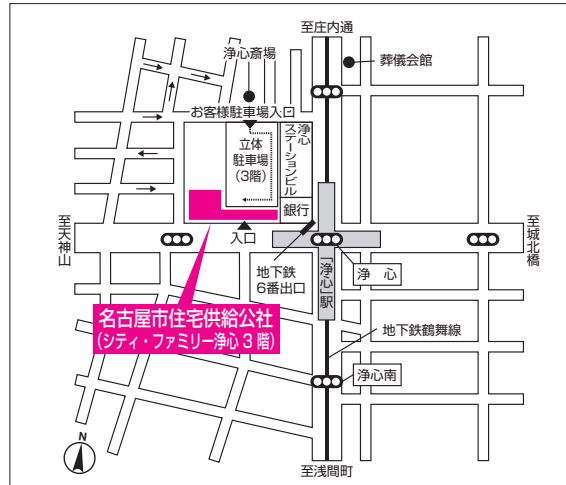 至庄内通
浄心斎場
葬儀会館
お客様駐車場入口
立体
駐車場
(3階)
浄心
ステーションビル
銀行
至天神山
至城北橋
入口
地下鉄
6番出口
「浄心」駅
浄 心
名古屋市住宅供給公社
(シティ・ファミリー浄心 3 階)
地下鉄鶴舞線
浄心南
N
至浅間町